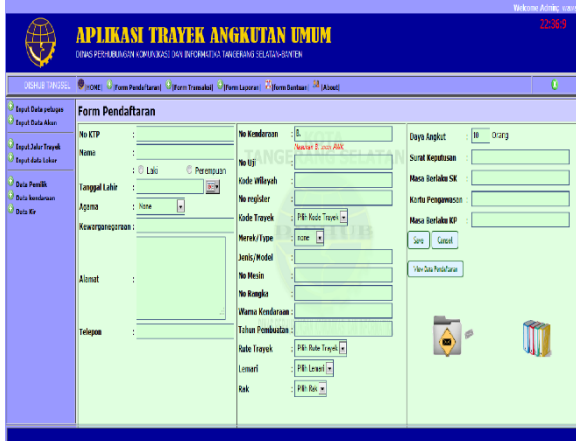 Welcome Admin:
22:36:9
APLIKASI TRAYEK ANGKUTAN UMUM
DINAS PERHUBUNGAN KOMUNIKASI DAN INFORMATIKA TANGERANG SELATAN-BANTEN
DISHUB TANGSEL
[HOME] [Form Pendaftaran] [Form Transaksi] [Form Laporan] [Form Bantuan] [About]
Input Data petugas
Input Data Akun
Input Jalur Trayek
Input data Loker
Data Pemilik
Data kendaraan
Data Kir
Form Pendaftaran
No KTP :
Nama :
: Laki Perempuan
Tanggal Lahir :
Agama : None
Kewarganegaraan :
Alamat :
Telepon :
No Kendaraan : B.
No Uji :
Kode Wilayah :
No register :
Kode Trayek : Pilih Kode Trayek
Merek/Type : none
Jenis/Model :
No Mesin :
No Rangka :
Warna Kendaraan :
Tahun Pembuatan :
Rute Trayek : Pilih Rute Trayek
Lemari : Pilih Lemari
Rak : Pilih Rak
Daya Angkut : 10 Orang
Surat Keputusan :
Masa Berlaku SK :
Kartu Pengawasan :
Masa Berlaku KP :
Save Cancel
View Data Pendaftaran
KOTA
TANGERANG SELATAN
DISHUB